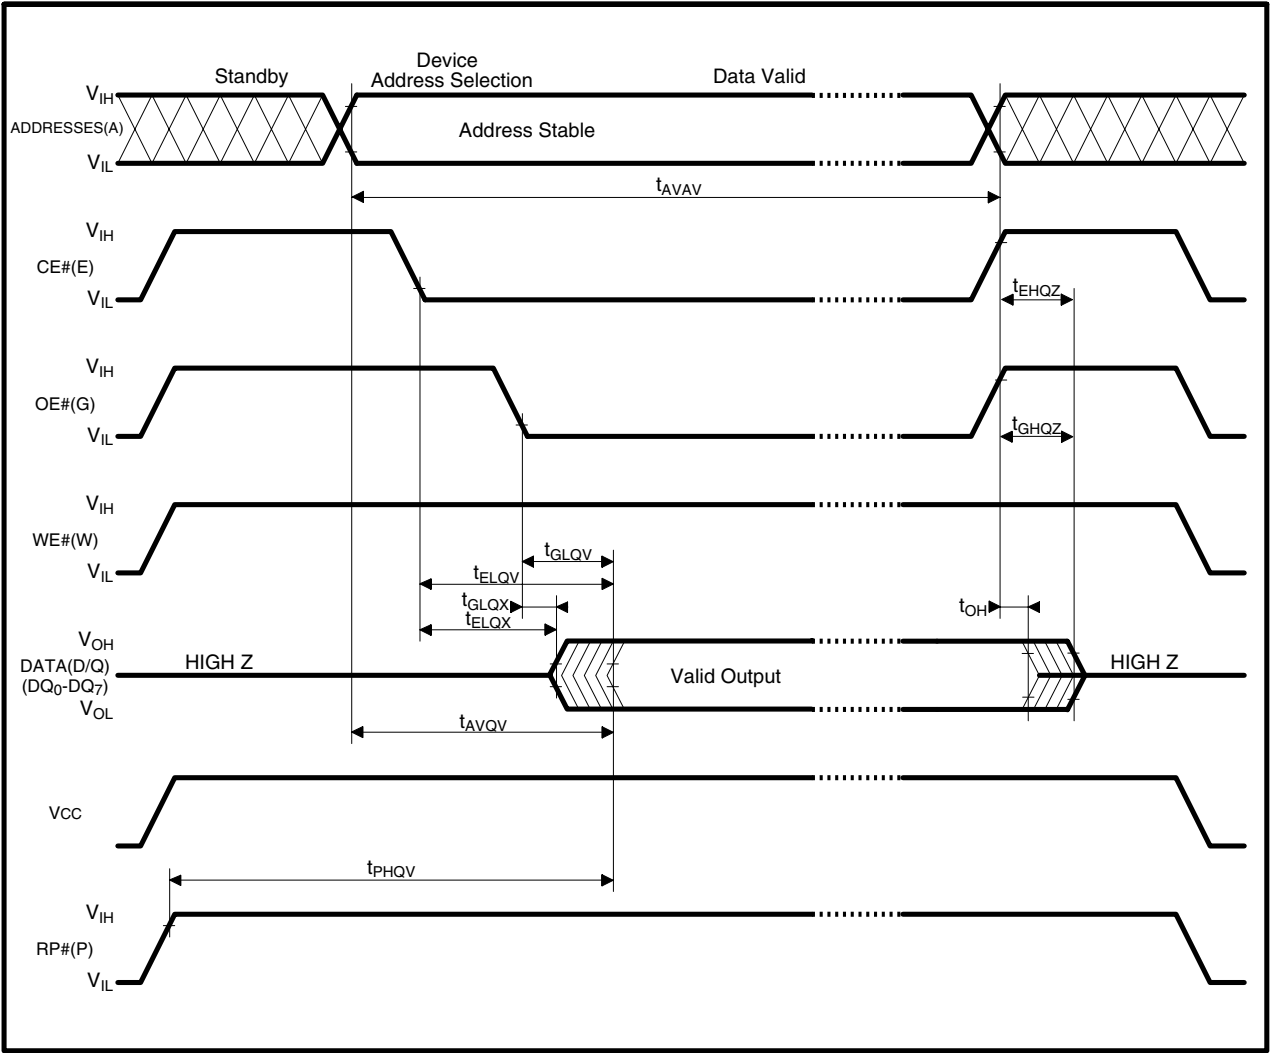 Device
Standby Address Selection Data Valid
VIH
ADDRESSES(A) Address Stable
VIL
tAVAV
VIH
CE#(E)
VIL
tEHQZ
VIH
OE#(G)
VIL
tGHQZ
VIH
WE#(W)
VIL
tGLQV
tELQV
tGLQX
tOH
tELQX
VOH
DATA(D/Q) HIGH Z Valid Output HIGH Z
(DQ0-DQ7)
VOL
tAVQV
VCC
tPHQV
VIH
RP#(P)
VIL